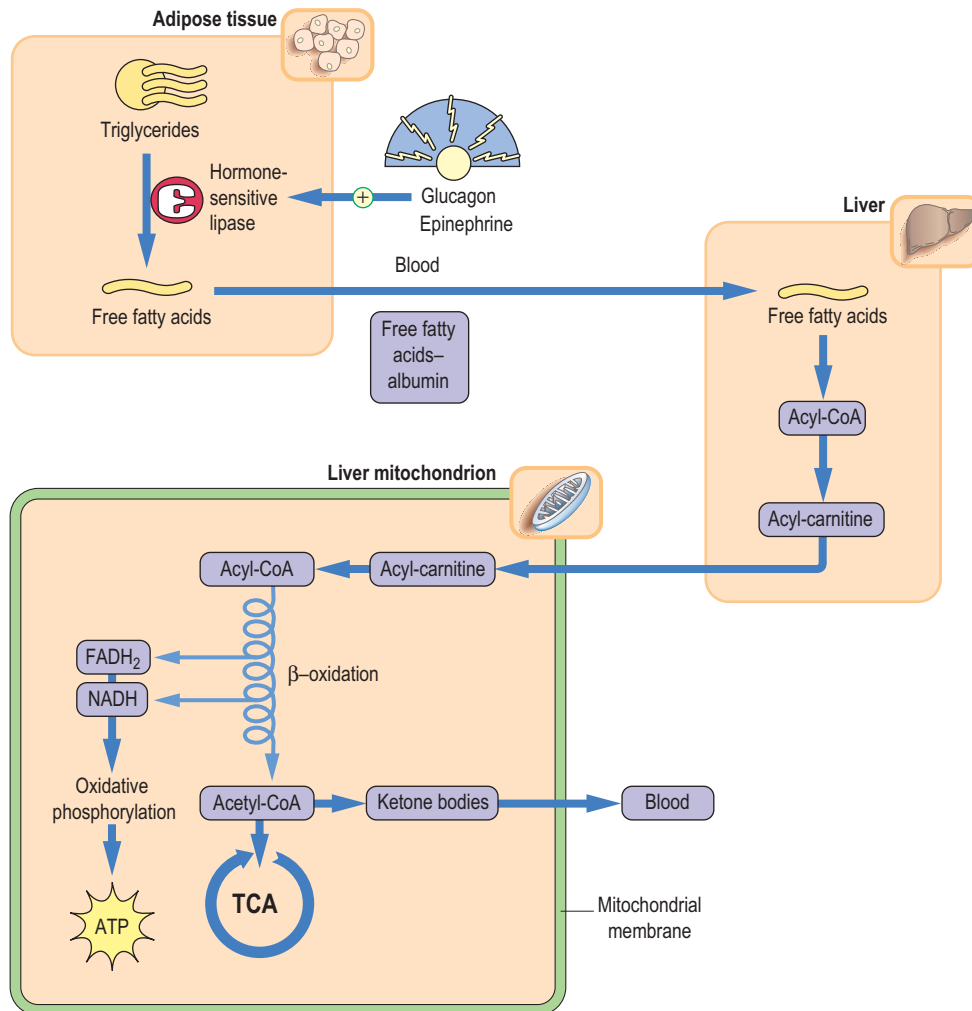 Adipose tissue
Triglycerides
Hormone-
sensitive
lipase
+
Glucagon
Epinephrine
Free fatty acids
Blood
Free fatty
acids–
albumin
Liver
Free fatty acids
Acyl-CoA
Acyl-carnitine
Liver mitochondrion
Acyl-CoA
Acyl-carnitine
FADH₂
NADH
β–oxidation
Oxidative
phosphorylation
ATP
Acetyl-CoA
Ketone bodies
Blood
TCA
Mitochondrial
membrane